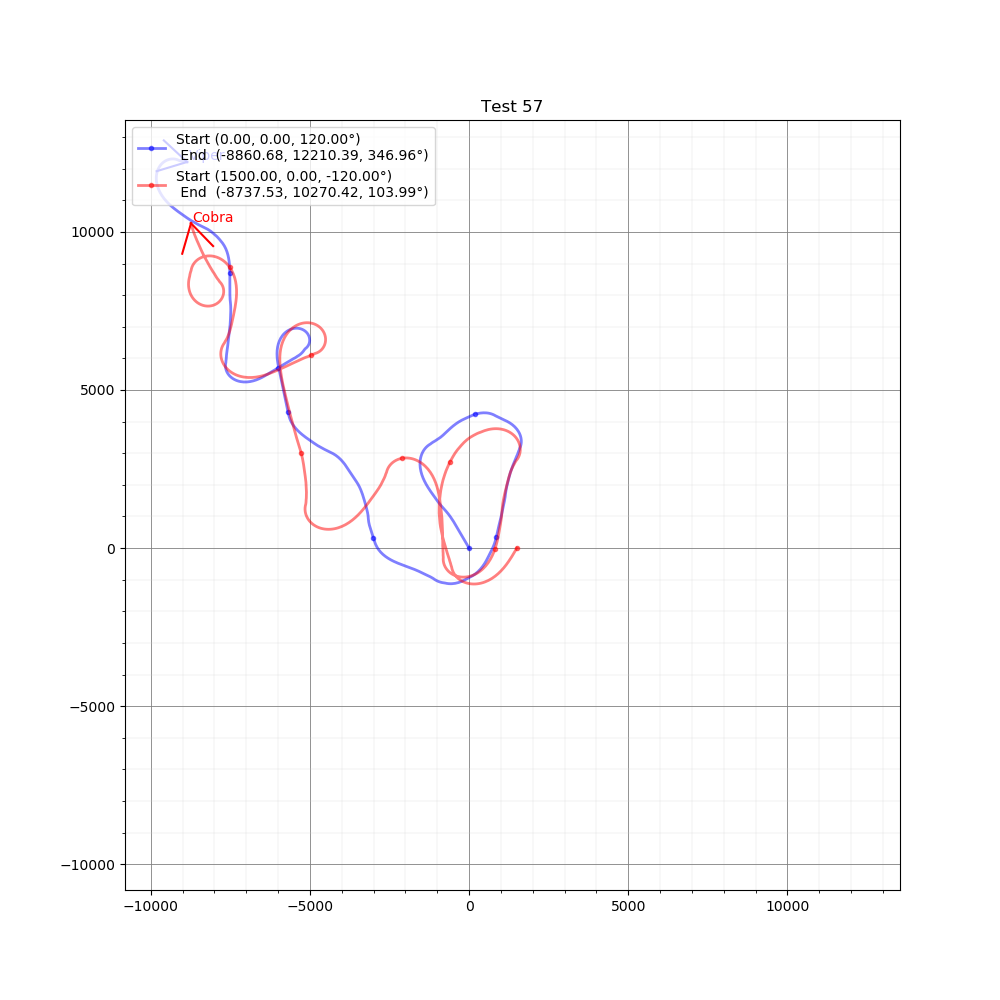 Test 57
Start (0.00, 0.00, 120.00°)
End  (-8860.68, 12210.39, 346.96°)
Start (1500.00, 0.00, -120.00°)
End  (-8737.53, 10270.42, 103.99°)
Cobra
10000
5000
0
−5000
−10000
−10000
−5000
0
5000
10000